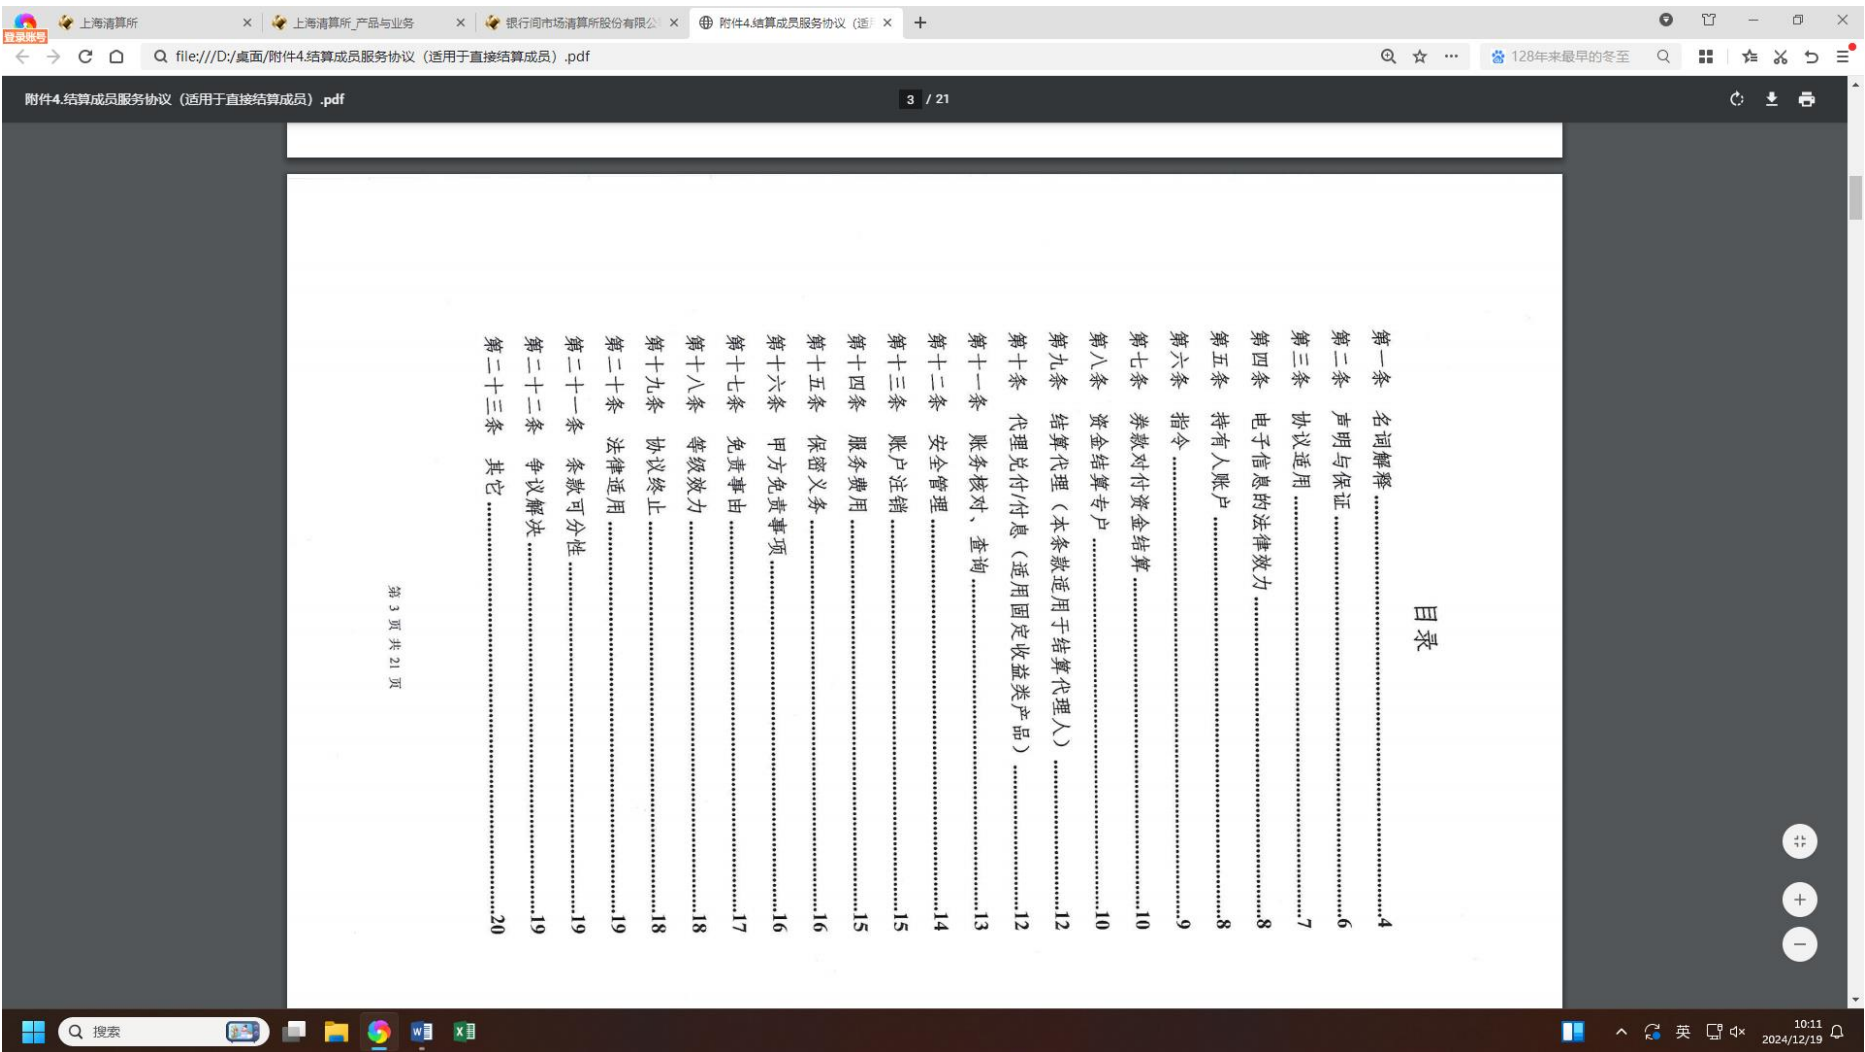 上海清算所
上海清算所_产品与业务
银行间市场清算所股份有限公
附件4.结算成员服务协议（适
登录账号
file:///D:/桌面/附件4.结算成员服务协议（适用于直接结算成员）.pdf
128年来最早的冬至
附件4.结算成员服务协议（适用于直接结算成员）.pdf
3 / 21
目录
第一条 名词解释 4
第二条 声明与保证 6
第三条 协议适用 7
第四条 电子信息的法律效力 8
第五条 持有人账户 8
第六条 指令 9
第七条 券款对付资金结算 10
第八条 资金结算专户 10
第九条 结算代理（本条款适用于结算代理人） 12
第十条 代理兑付/付息（适用固定收益类产品） 12
第十一条 账务核对、查询 13
第十二条 安全管理 14
第十三条 账户注销 15
第十四条 服务费用 15
第十五条 保密义务 16
第十六条 甲方免责事项 16
第十七条 免责事由 17
第十八条 等级效力 18
第十九条 协议终止 18
第二十条 法律适用 19
第二十一条 条款可分性 19
第二十二条 争议解决 19
第二十三条 其它 20
第 3 页 共 21 页
搜索
英
10:11
2024/12/19